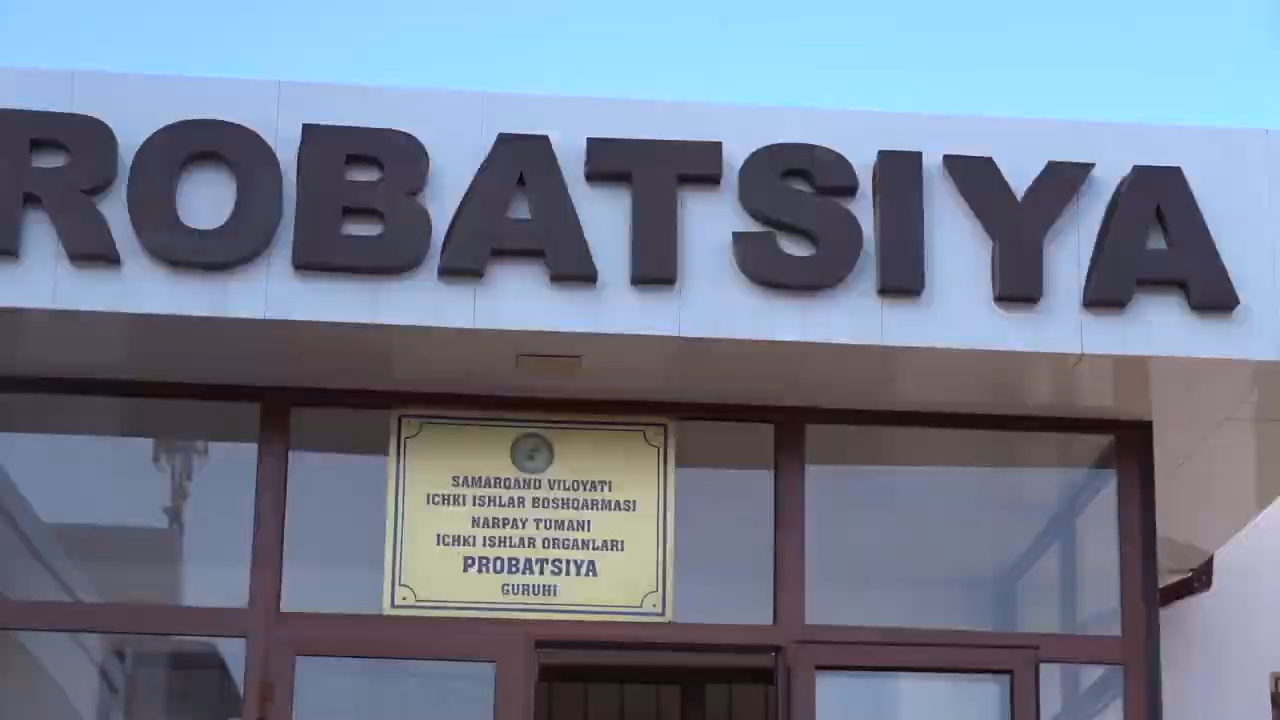 ROBATSIYA
SAMARQAND VILOYATI
ICHKI ISHLAR BOSHQARMASI
NARPAY TUMANI
ICHKI ISHLAR ORGANLARI
PROBATSIYA
GURUHI